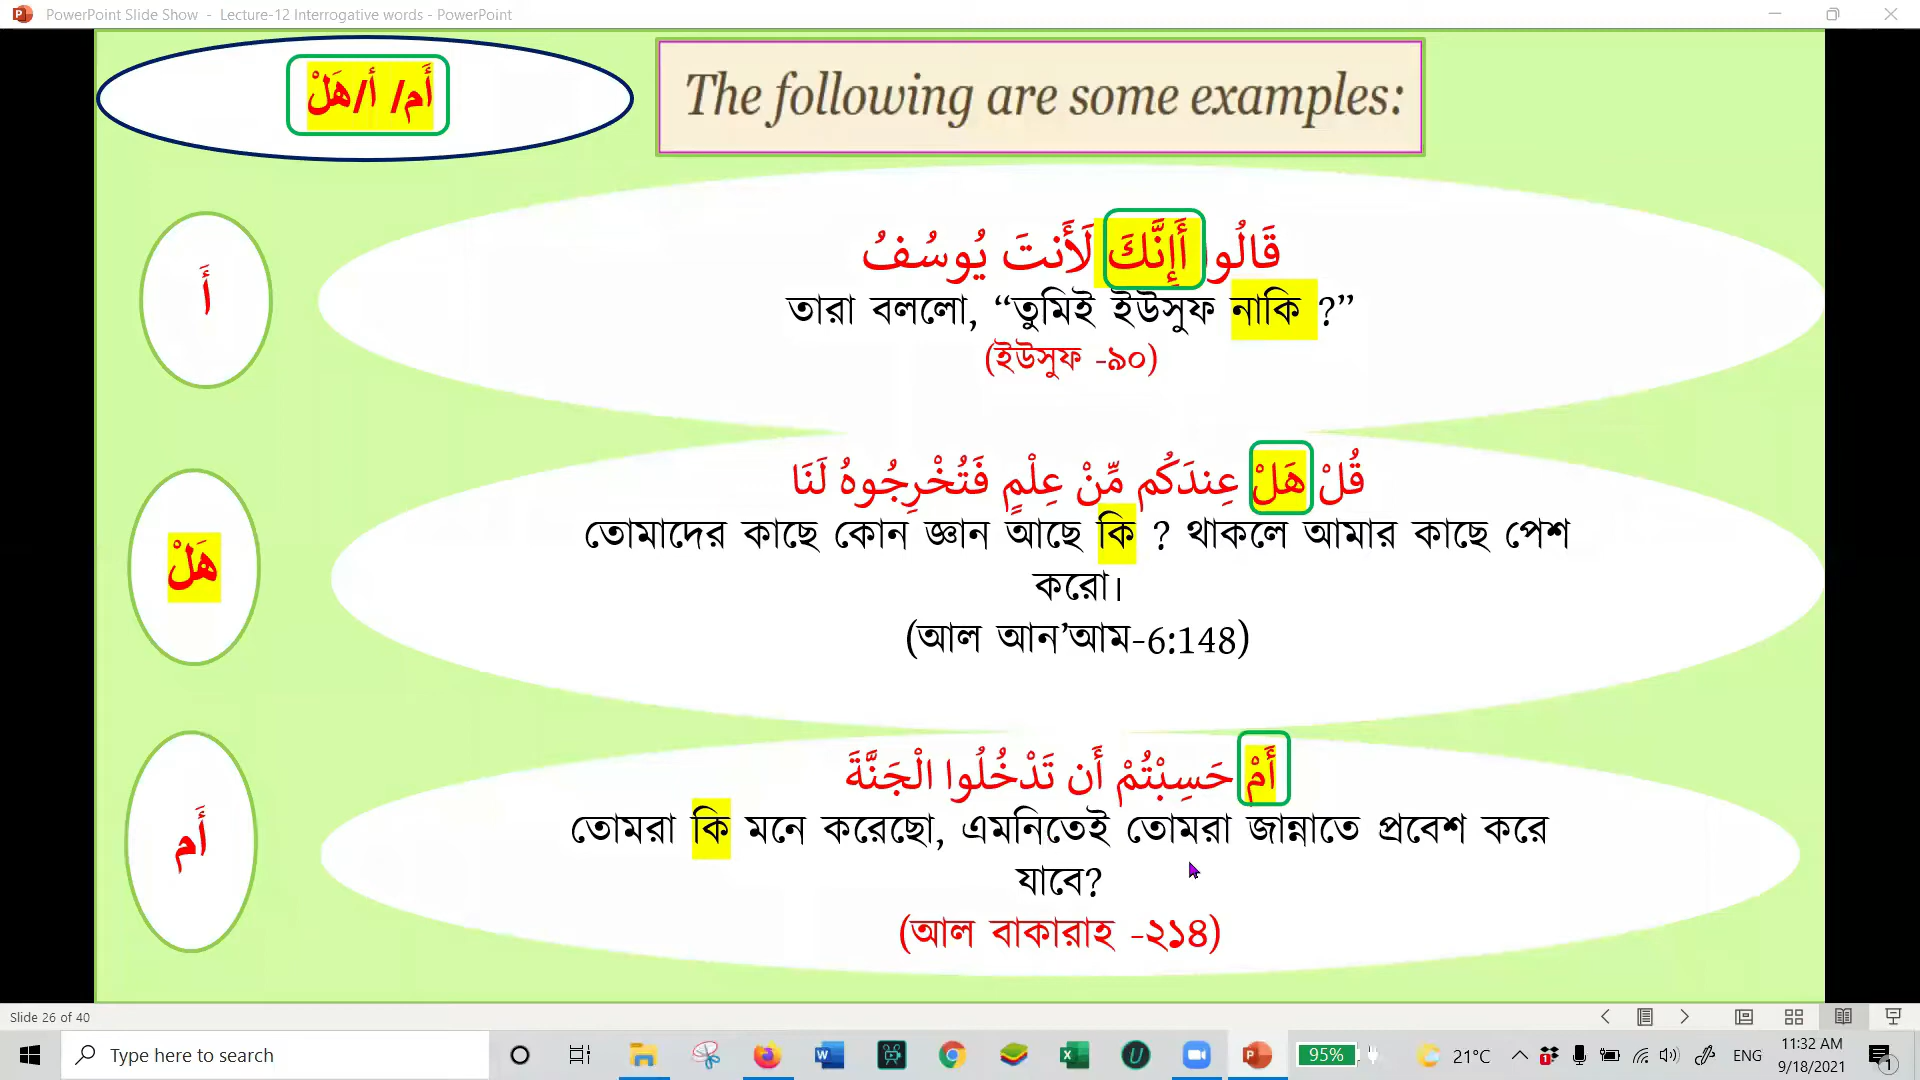 PowerPoint Slide Show - Lecture-12 Interrogative words - PowerPoint
أَم/ أ/هَلْ
The following are some examples:
أَ
قَالُوا أَإِنَّكَ لَأَنتَ يُوسُفُ
তারা বললো, “তুমিই ইউসুফ নাকি ?”
(ইউসুফ -৯০)
هَلْ
قُلْ هَلْ عِندَكُم مِّنْ عِلْمٍ فَتُخْرِجُوهُ لَنَا
তোমাদের কাছে কোন জ্ঞান আছে কি ? থাকলে আমার কাছে পেশ
করো।
(আল আন’আম-6:148)
أَم
أَمْ حَسِبْتُمْ أَن تَدْخُلُوا الْجَنَّةَ
তোমরা কি মনে করেছো, এমনিতেই তোমরা জান্নাতে প্রবেশ করে
যাবে?
(আল বাকারাহ -২১৪)
Slide 26 of 40
Type here to search
95%
21°C
ENG
11:32 AM
9/18/2021
1